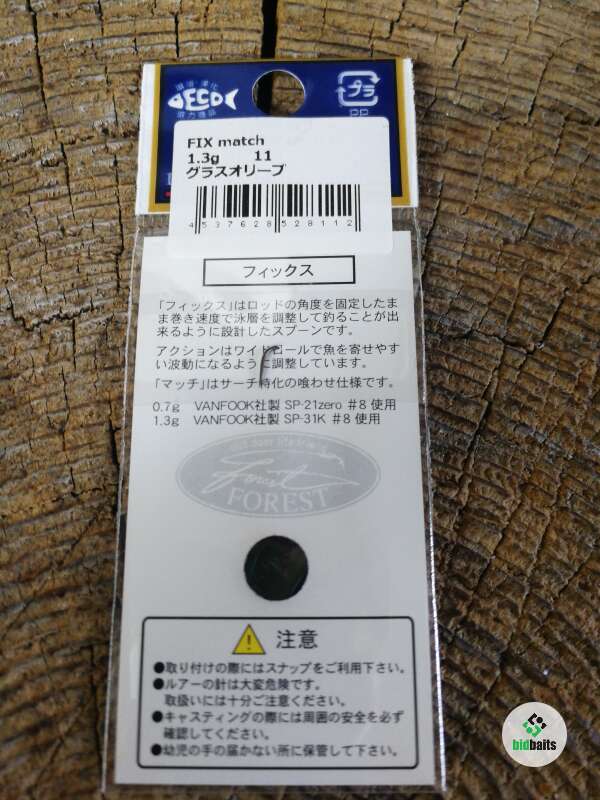 ECO
プラ
PP
FIX match
1.3g 11
グラスオリーブ
4 537628 528112
フィックス
「フィックス」はロッドの角度を固定したま
ま巻き速度で泳層を調整して釣ることが出
来るように設計したスプーンです。
アクションはワイドロールで魚を寄せやす
い波動になるように調整しています。
「マッチ」はサーチ特化の喰わせ仕様です。
0.7g VANFOOK社製 SP-21zero #8 使用
1.3g VANFOOK社製 SP-31K #8 使用
Forest
FOREST
注意
●取り付けの際にはスナップをご利用下さい。
●ルアーの針は大変危険です。
取扱いには十分ご注意ください。
●キャスティングの際には周囲の安全を必ず
確認してください。
●幼児の手の届かない所に保管して下さい。
bidbaits